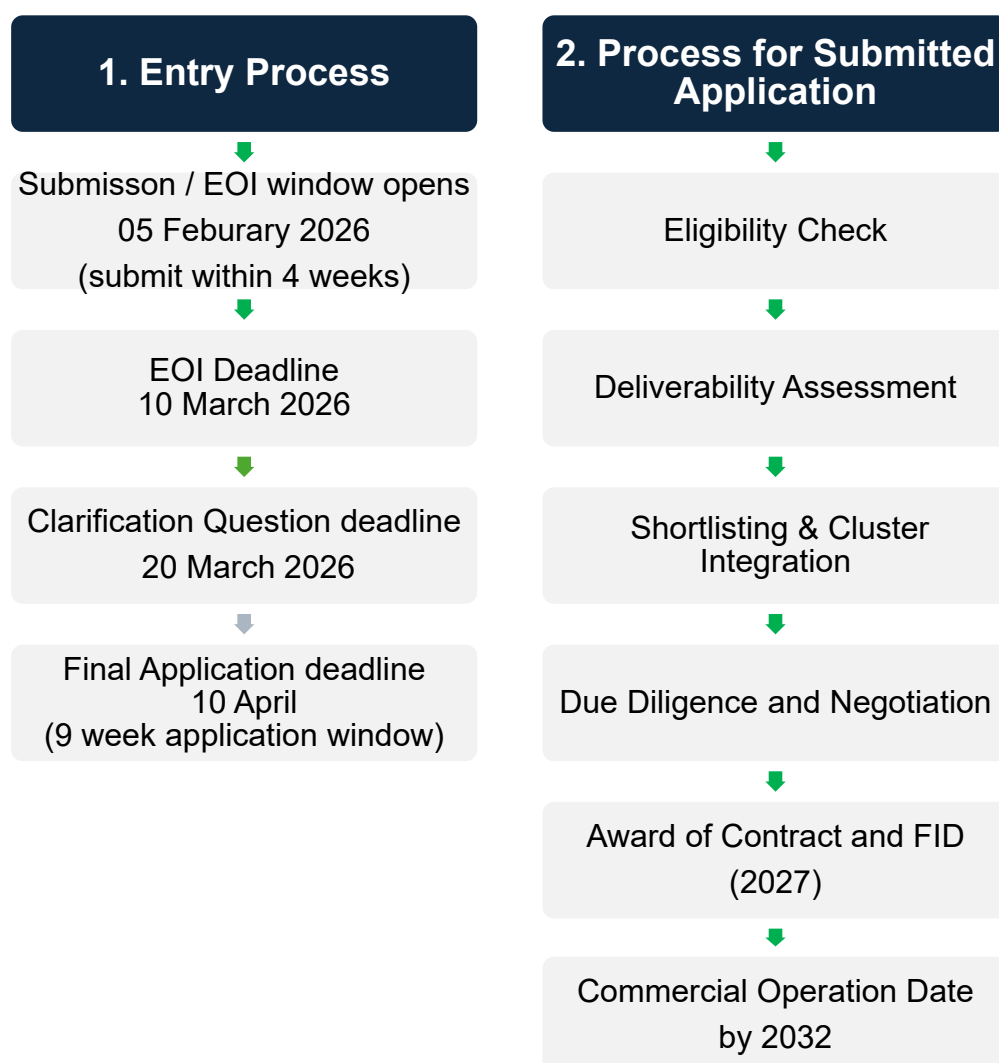 1. Entry Process
Submisson / EOI window opens
05 Feburary 2026
(submit within 4 weeks)
EOI Deadline
10 March 2026
Clarification Question deadline
20 March 2026
Final Application deadline
10 April
(9 week application window)
2. Process for Submitted
Application
Eligibility Check
Deliverability Assessment
Shortlisting & Cluster
Integration
Due Diligence and Negotiation
Award of Contract and FID
(2027)
Commercial Operation Date
by 2032